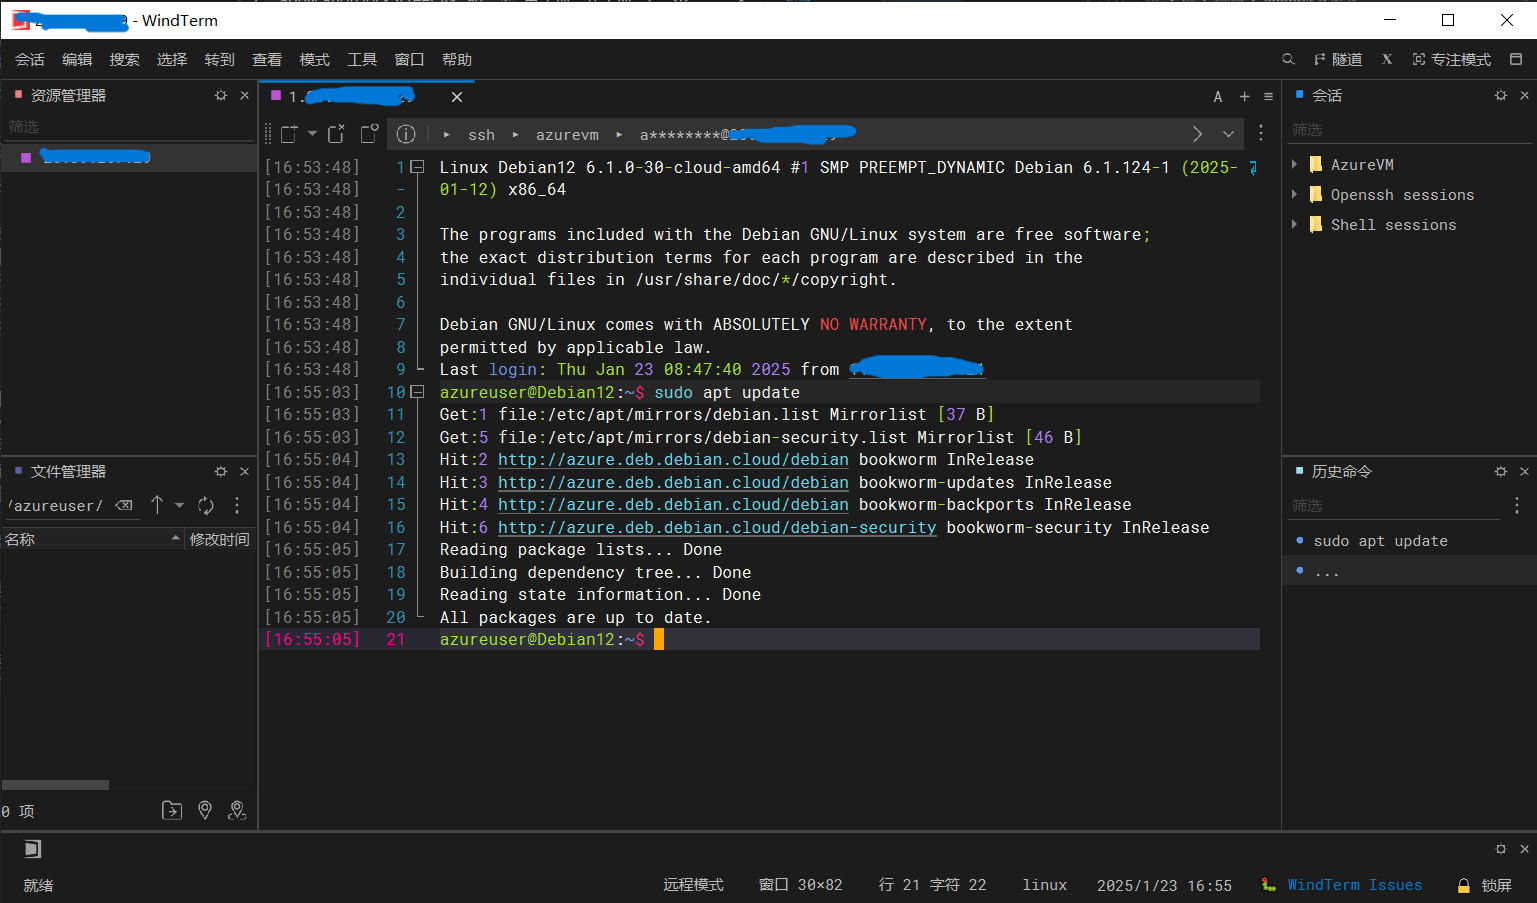 - WindTerm
会话 编辑 搜索 选择 转到 查看 模式 工具 窗口 帮助
隧道 X 专注模式
资源管理器
筛选
1.
A + ≡
ssh ▸ azurevm ▸ a********@
[16:53:48] 1 Linux Debian12 6.1.0-30-cloud-amd64 #1 SMP PREEMPT_DYNAMIC Debian 6.1.124-1 (2025-
[16:53:48] - 01-12) x86_64
[16:53:48] 2
[16:53:48] 3 The programs included with the Debian GNU/Linux system are free software;
[16:53:48] 4 the exact distribution terms for each program are described in the
[16:53:48] 5 individual files in /usr/share/doc/*/copyright.
[16:53:48] 6
[16:53:48] 7 Debian GNU/Linux comes with ABSOLUTELY NO WARRANTY, to the extent
[16:53:48] 8 permitted by applicable law.
[16:53:48] 9 Last login: Thu Jan 23 08:47:40 2025 from
[16:55:03] 10 azureuser@Debian12:~$ sudo apt update
[16:55:03] 11 Get:1 file:/etc/apt/mirrors/debian.list Mirrorlist [37 B]
[16:55:03] 12 Get:5 file:/etc/apt/mirrors/debian-security.list Mirrorlist [46 B]
[16:55:04] 13 Hit:2 http://azure.deb.debian.cloud/debian bookworm InRelease
[16:55:04] 14 Hit:3 http://azure.deb.debian.cloud/debian bookworm-updates InRelease
[16:55:04] 15 Hit:4 http://azure.deb.debian.cloud/debian bookworm-backports InRelease
[16:55:04] 16 Hit:6 http://azure.deb.debian.cloud/debian-security bookworm-security InRelease
[16:55:05] 17 Reading package lists... Done
[16:55:05] 18 Building dependency tree... Done
[16:55:05] 19 Reading state information... Done
[16:55:05] 20 All packages are up to date.
[16:55:05] 21 azureuser@Debian12:~$
会话
筛选
AzureVM
Openssh sessions
Shell sessions
文件管理器
/azureuser/
名称 修改时间
0 项
历史命令
筛选
sudo apt update
...
就绪
远程模式 窗口 30×82 行 21 字符 22 linux 2025/1/23 16:55 WindTerm Issues 锁屏